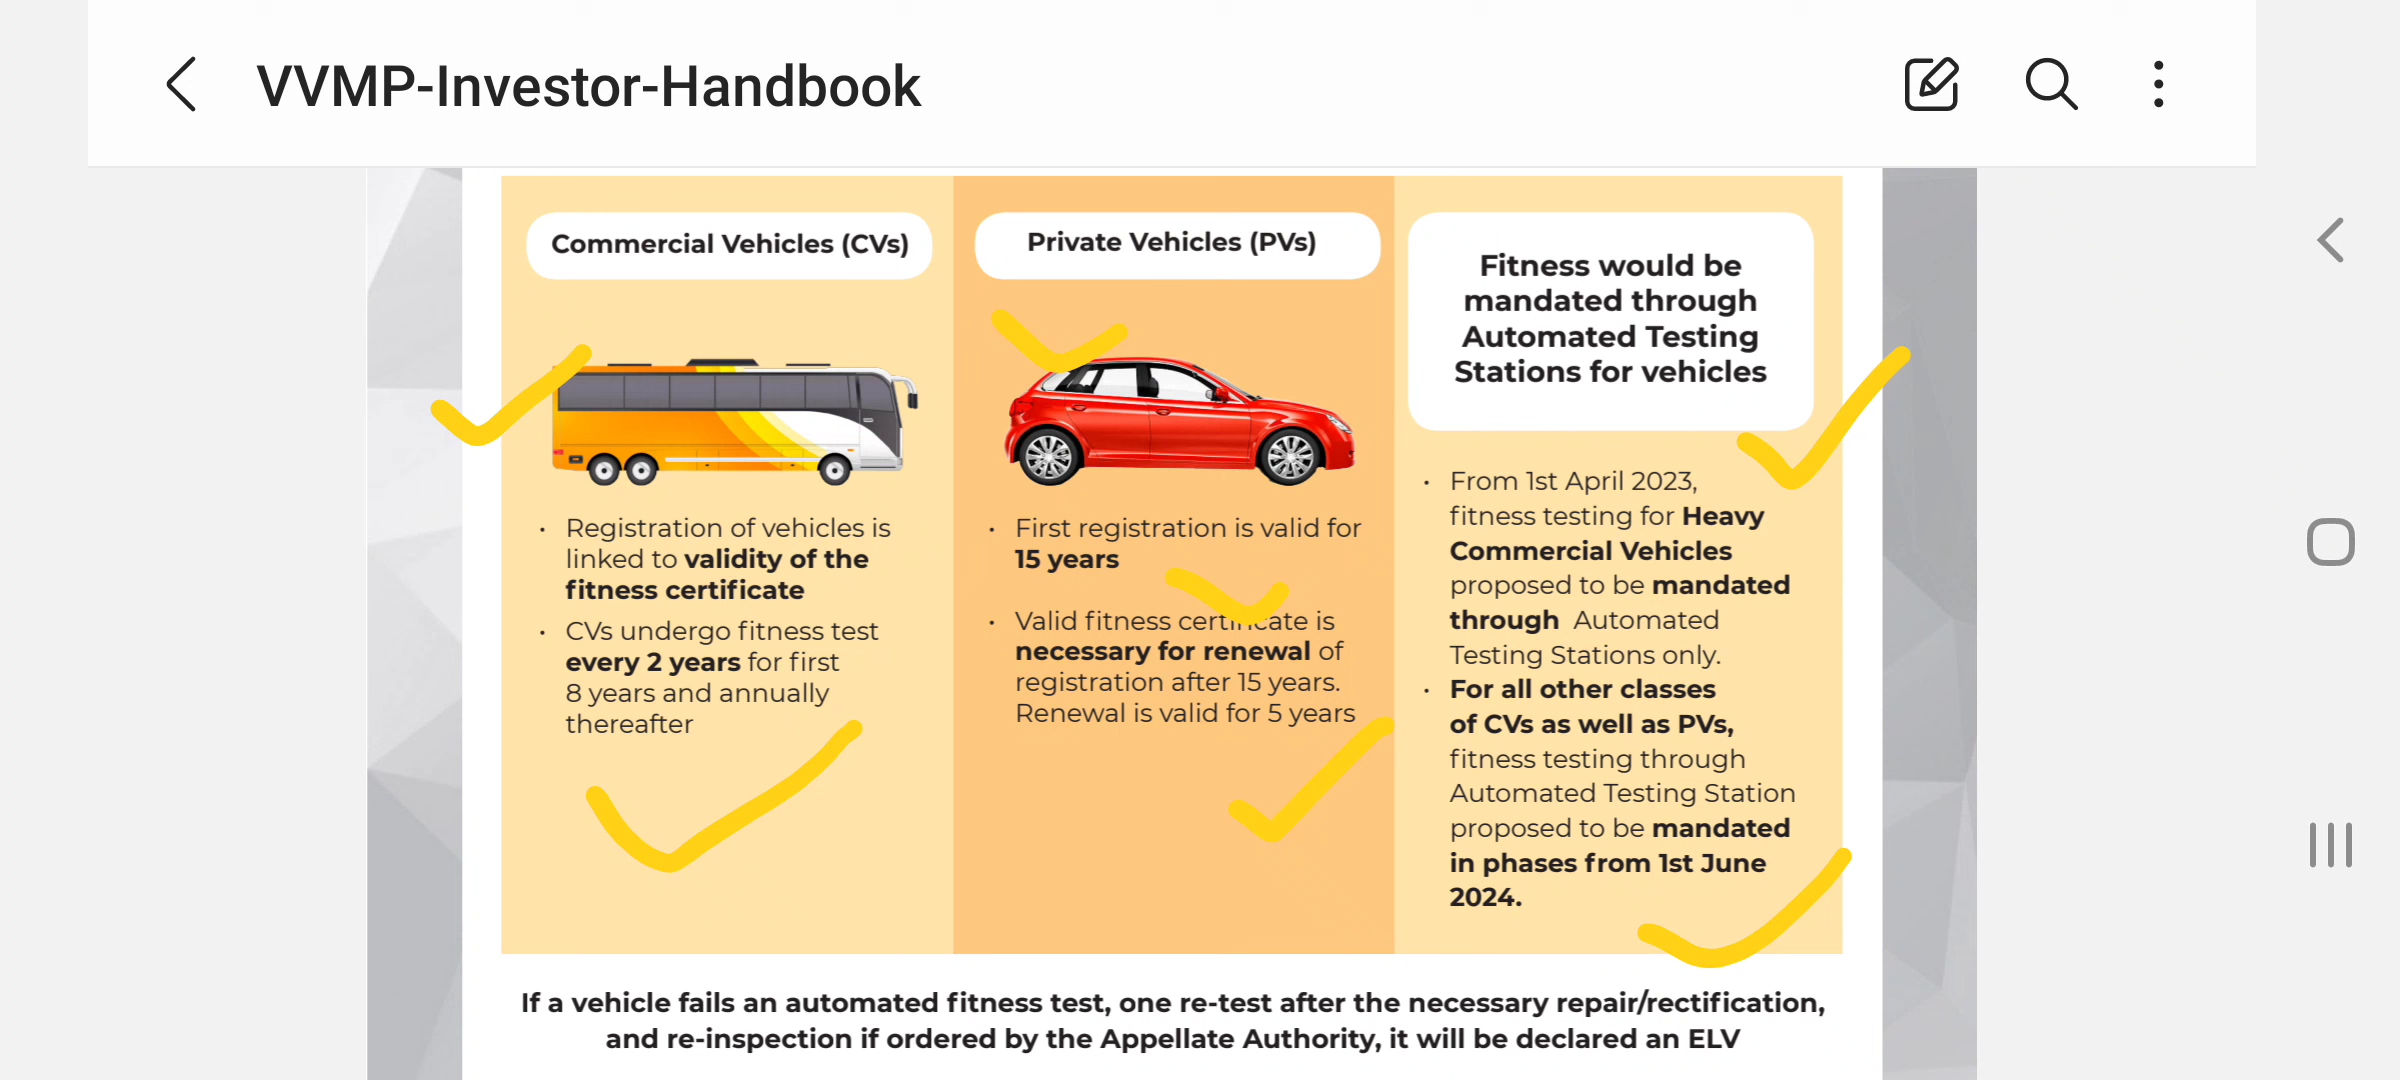 VVMP-Investor-Handbook
Commercial Vehicles (CVs)
• Registration of vehicles is
linked to validity of the
fitness certificate
• CVs undergo fitness test
every 2 years for first
8 years and annually
thereafter
Private Vehicles (PVs)
• First registration is valid for
15 years
• Valid fitness certificate is
necessary for renewal of
registration after 15 years.
Renewal is valid for 5 years
Fitness would be
mandated through
Automated Testing
Stations for vehicles
• From 1st April 2023,
fitness testing for Heavy
Commercial Vehicles
proposed to be mandated
through Automated
Testing Stations only.
• For all other classes
of CVs as well as PVs,
fitness testing through
Automated Testing Station
proposed to be mandated
in phases from 1st June
2024.
If a vehicle fails an automated fitness test, one re-test after the necessary repair/rectification,
and re-inspection if ordered by the Appellate Authority, it will be declared an ELV